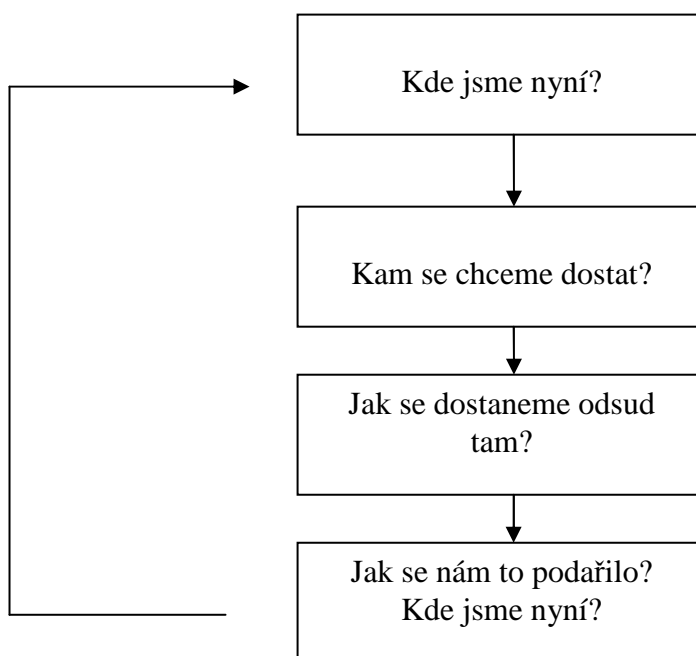 Kde jsme nyní?
Kam se chceme dostat?
Jak se dostaneme odsud
tam?
Jak se nám to podařilo?
Kde jsme nyní?